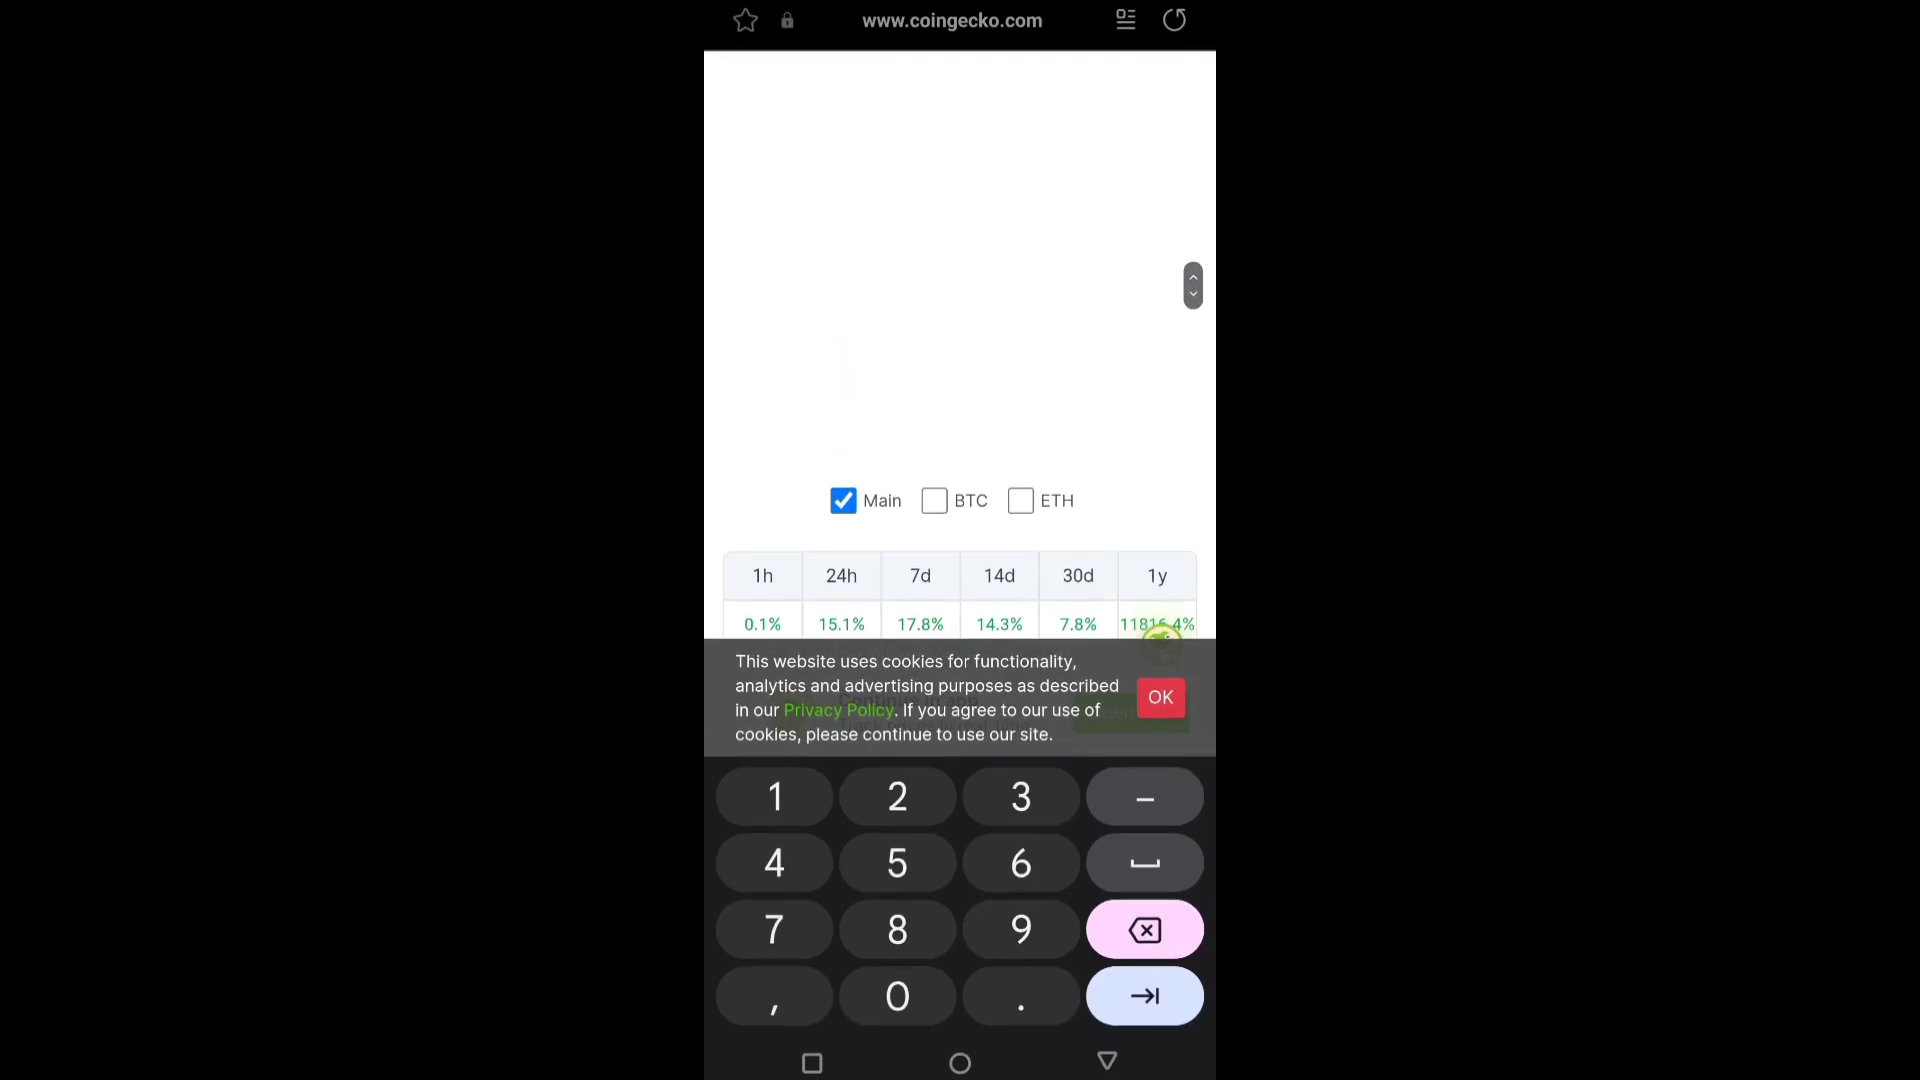 www.coingecko.com
Main BTC ETH
1h 24h 7d 14d 30d 1y
0.1% 15.1% 17.8% 14.3% 7.8% 11816.4%
This website uses cookies for functionality,
analytics and advertising purposes as described
in our Privacy Policy. If you agree to our use of
cookies, please continue to use our site.
OK
1 2 3 –
4 5 6
7 8 9
, 0 .